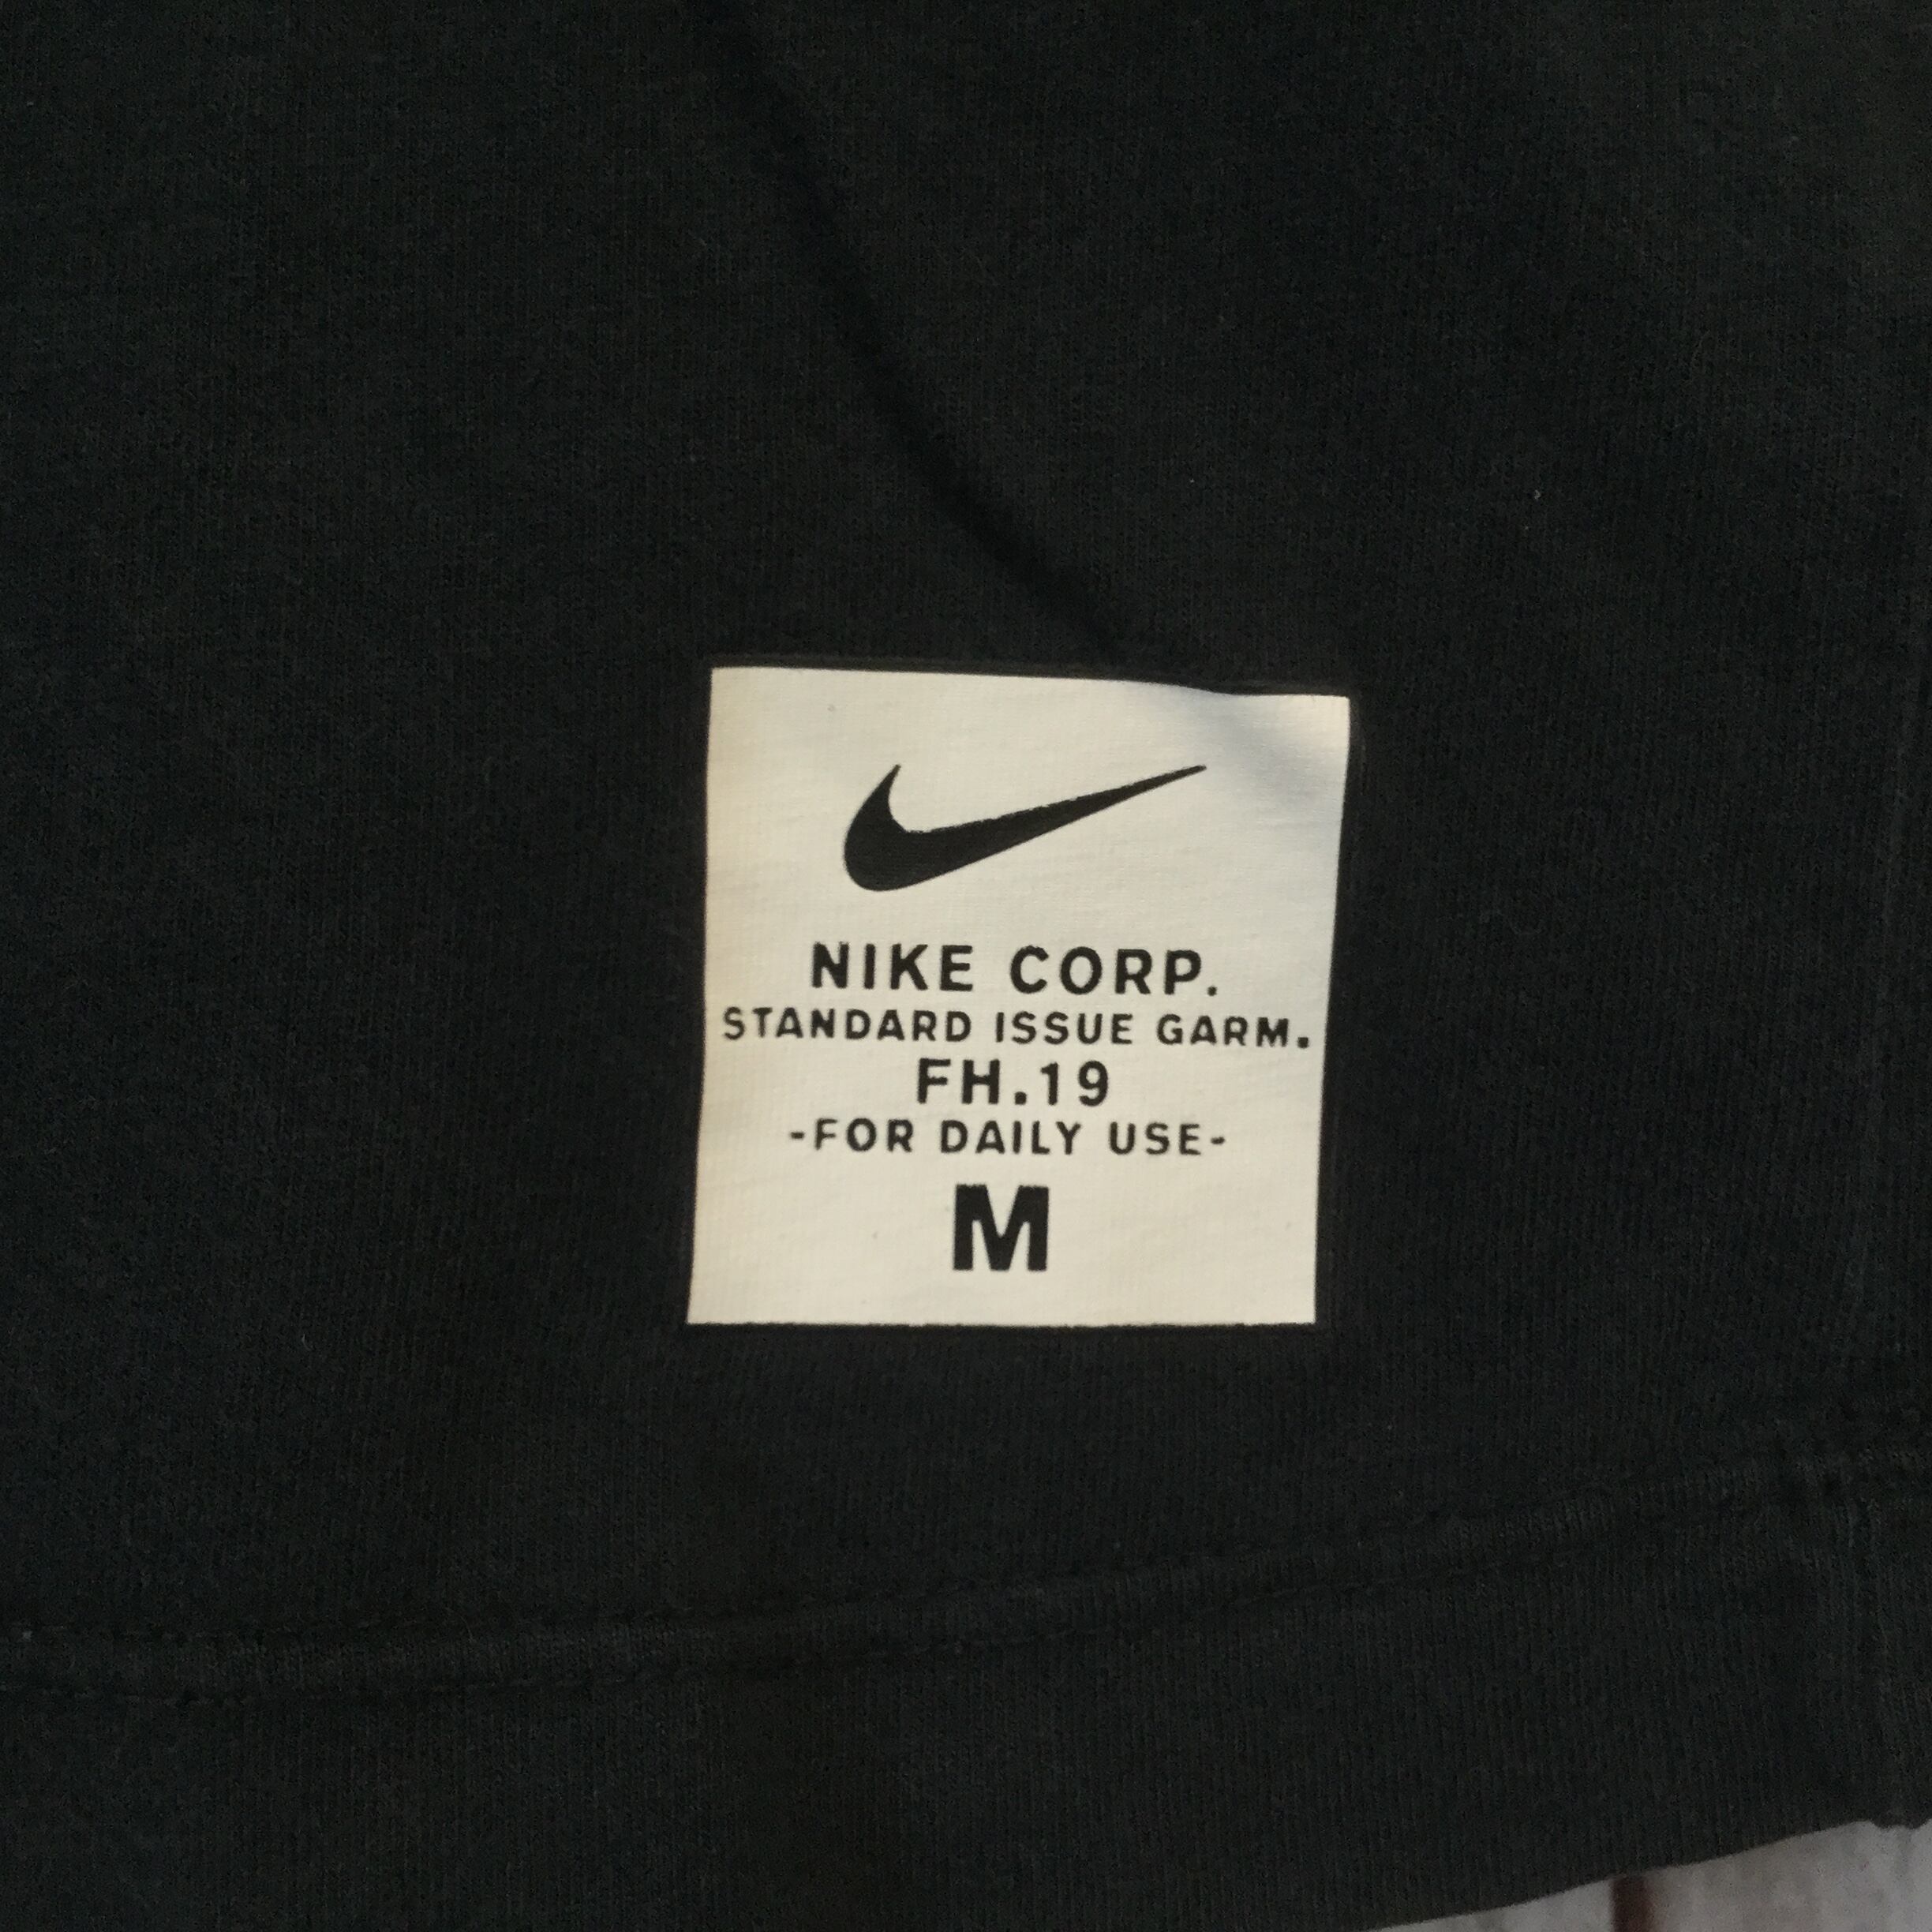 NIKE CORP.
STANDARD ISSUE GARM.
FH.19
-FOR DAILY USE-
M